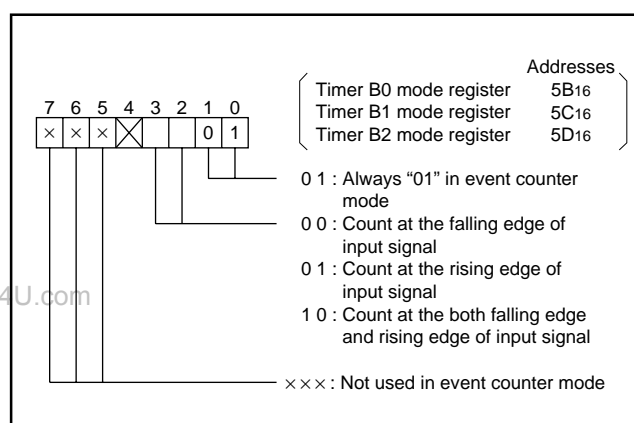 Addresses
Timer B0 mode register 5B16
Timer B1 mode register 5C16
Timer B2 mode register 5D16
7 6 5 4 3 2 1 0
× × × 0 1
0 1 : Always “01” in event counter
mode
0 0 : Count at the falling edge of
input signal
0 1 : Count at the rising edge of
input signal
1 0 : Count at the both falling edge
and rising edge of input signal
4U.com
××× : Not used in event counter mode